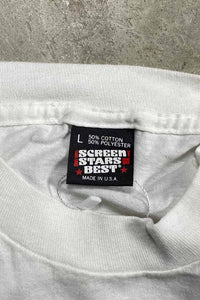 L 50% COTTON
50% POLYESTER
SCREEN
STARS
BEST
MADE IN U.S.A.